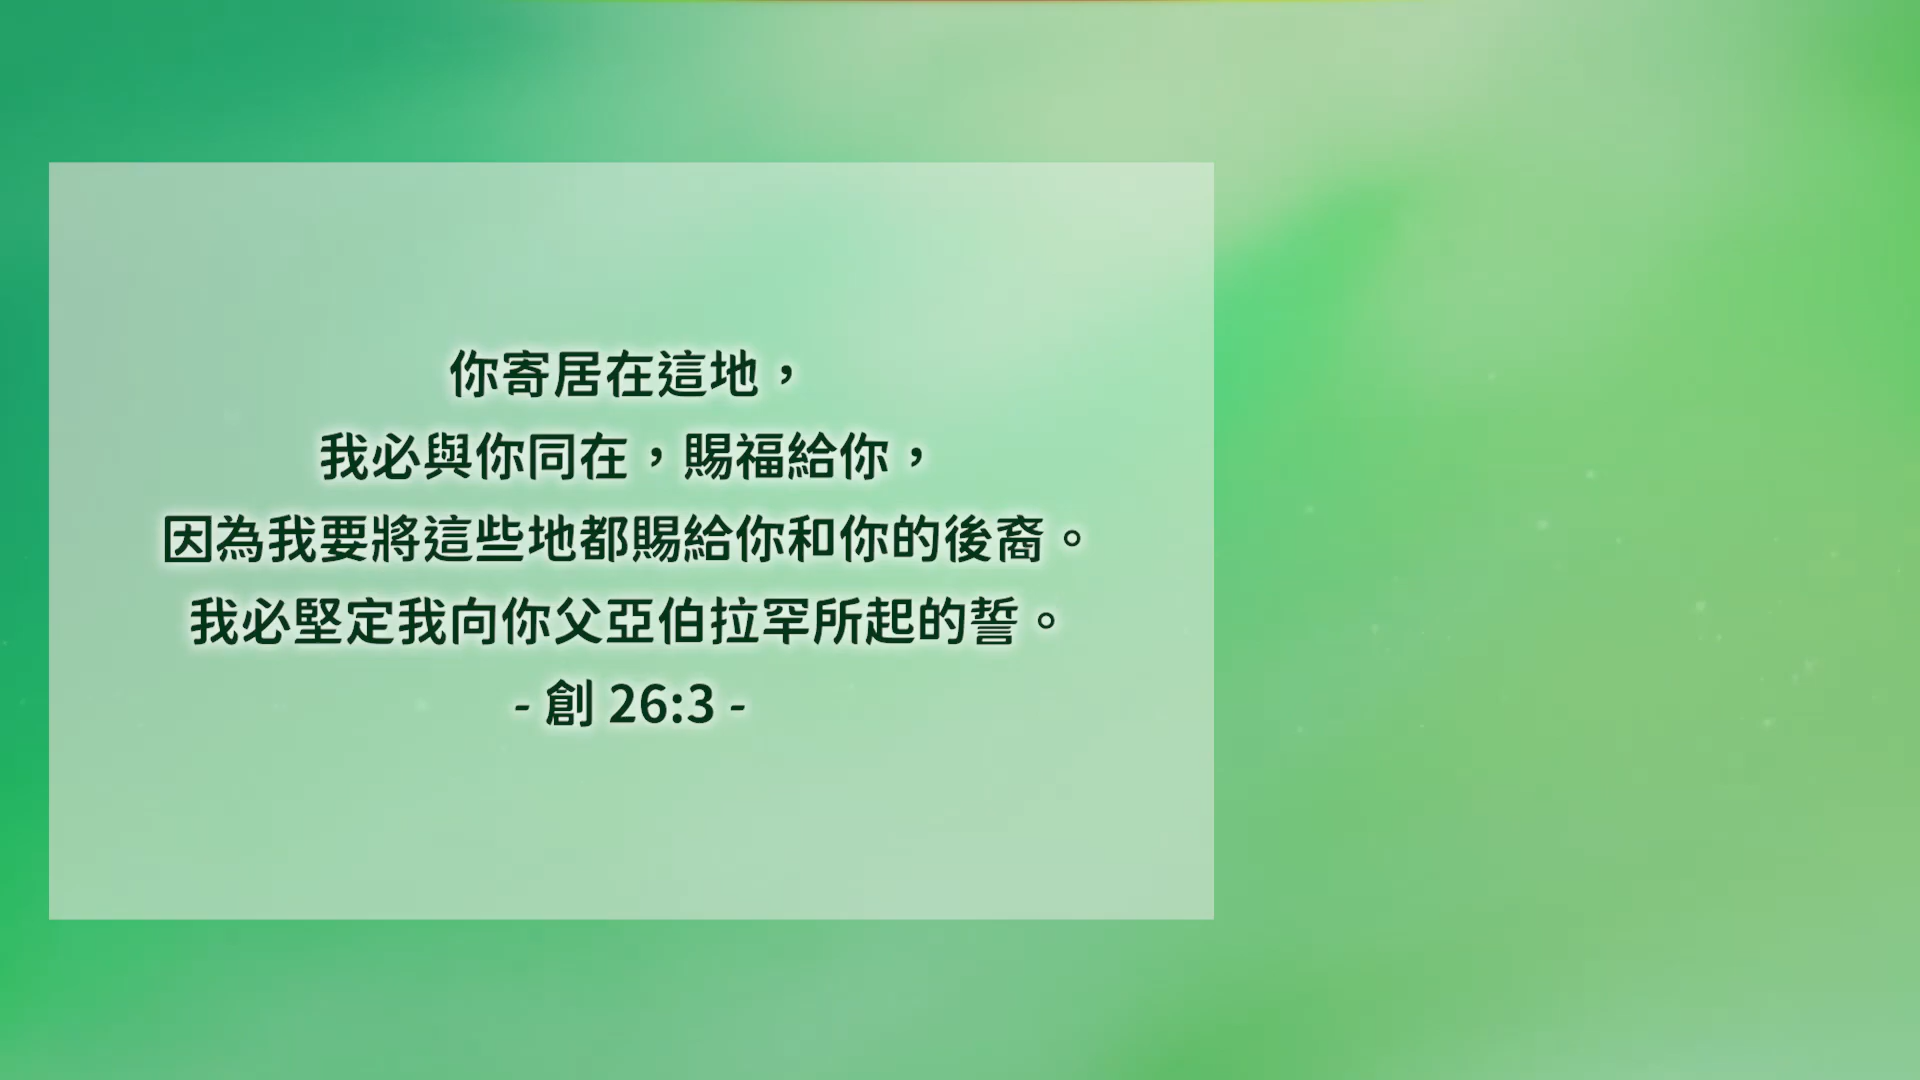 你寄居在這地，
我必與你同在，賜福給你，
因為我要將這些地都賜給你和你的後裔。
我必堅定我向你父亞伯拉罕所起的誓。
- 創 26:3 -